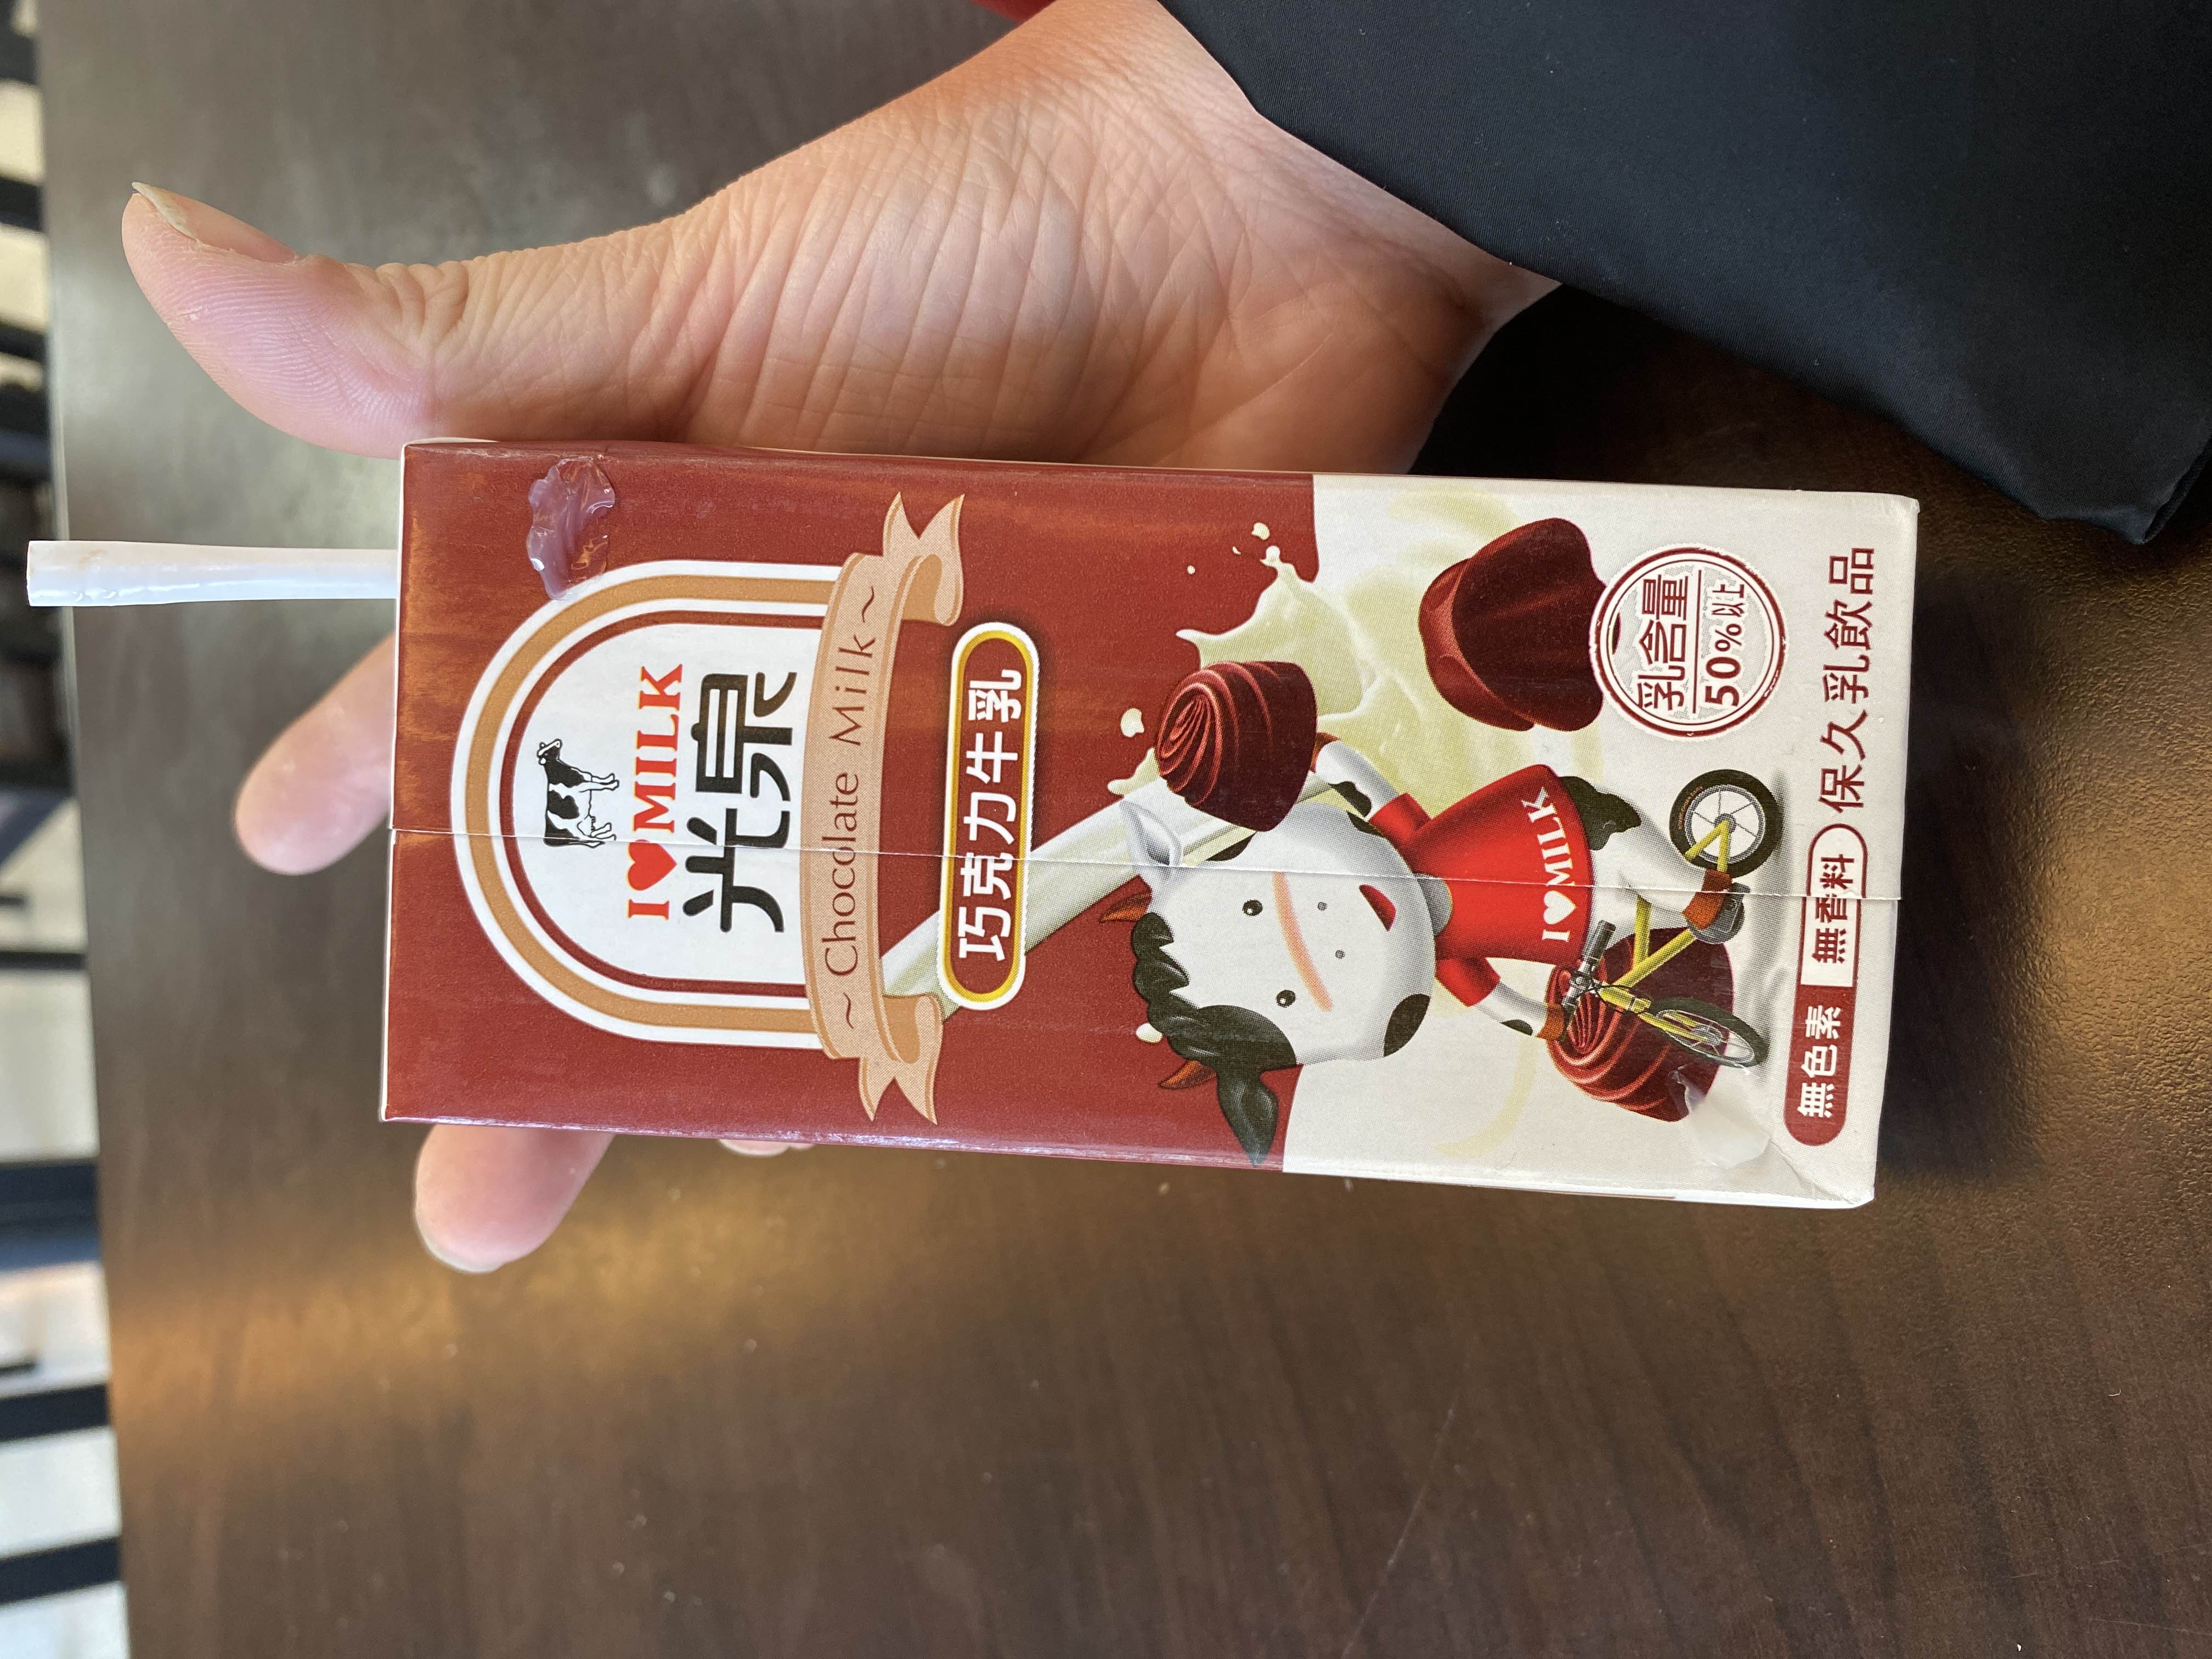 I♥MILK
光泉
~Chocolate Milk~
巧克力牛乳
I♥MILK
乳含量
50%以上
無色素 無香料 保久乳飲品